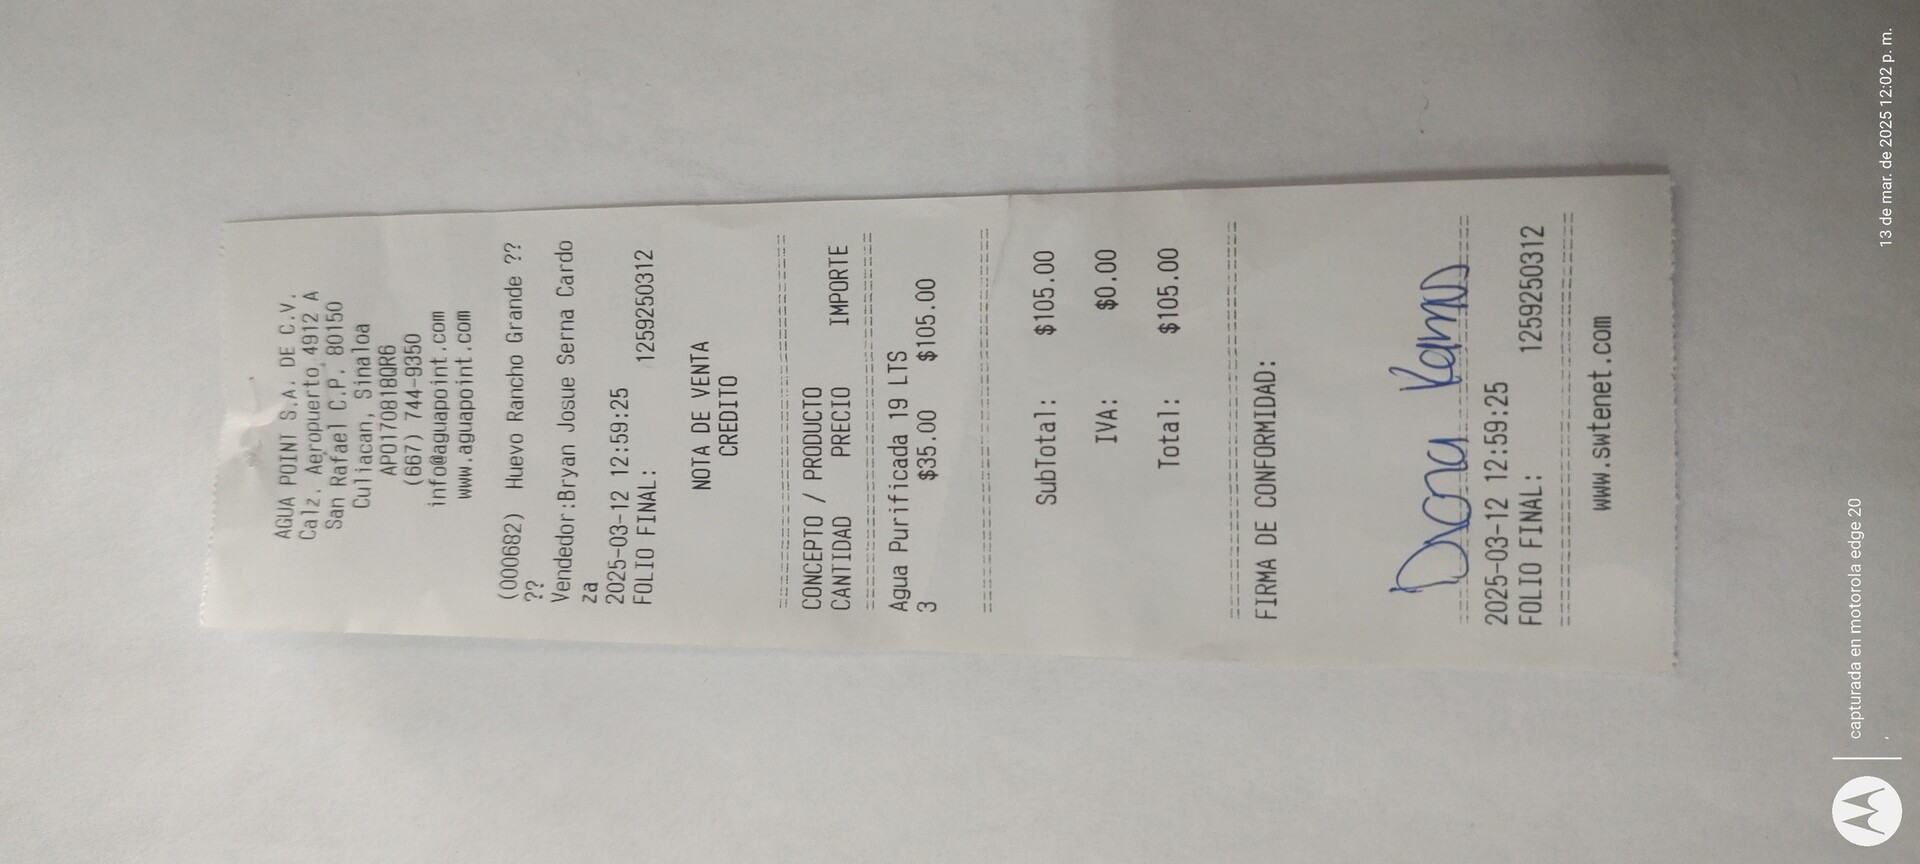 AGUA POINT S.A. DE C.V.
Calz. Aeropuerto, 4912 A
San Rafael C.P. 80150
Culiacan, Sinaloa
APO170818QR6
(667) 744-9350
info@aguapoint.com
www.aguapoint.com
(000682) Huevo Rancho Grande ??
??
Vendedor:Bryan Josue Serna Cardo
za
2025-03-12 12:59:25
FOLIO FINAL: 1259250312
NOTA DE VENTA
CREDITO
CONCEPTO / PRODUCTO
CANTIDAD PRECIO IMPORTE
Agua Purificada 19 LTS
3 $35.00 $105.00
SubTotal: $105.00
IVA: $0.00
Total: $105.00
FIRMA DE CONFORMIDAD:
Diana
2025-03-12 12:59:25
FOLIO FINAL: 1259250312
www.swtenet.com
capturada en motorola edge 20
13 de mar. de 2025 12:02 p. m.